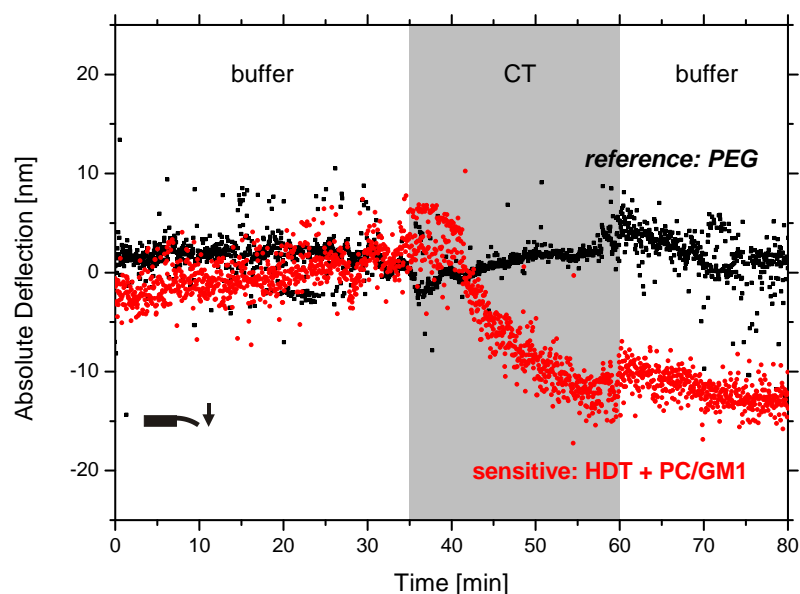 buffer CT buffer
reference: PEG
sensitive: HDT + PC/GM1
Absolute Deflection [nm]
20
10
0
-10
-20
0 10 20 30 40 50 60 70 80
Time [min]